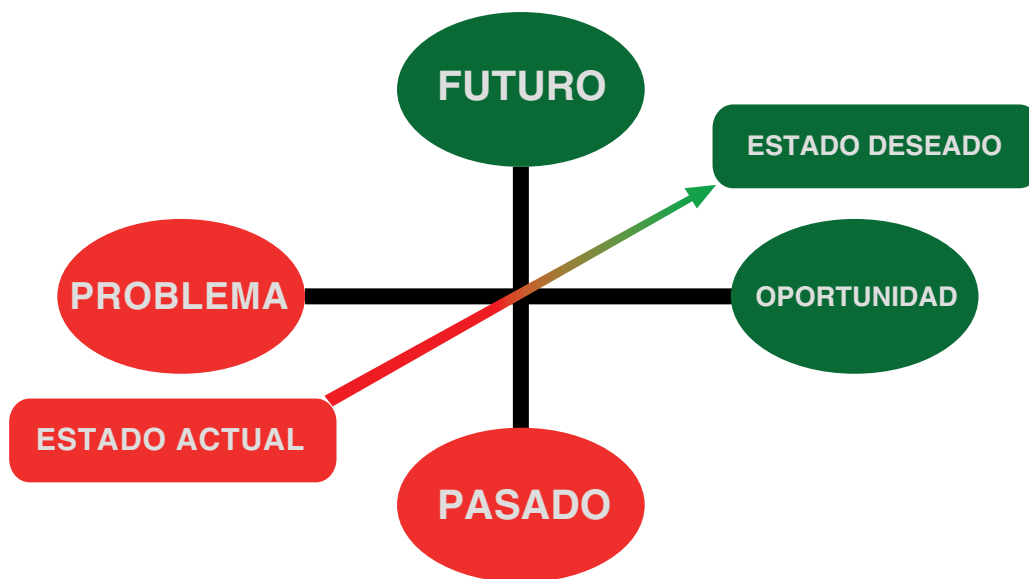 FUTURO
ESTADO DESEADO
PROBLEMA
OPORTUNIDAD
ESTADO ACTUAL
PASADO